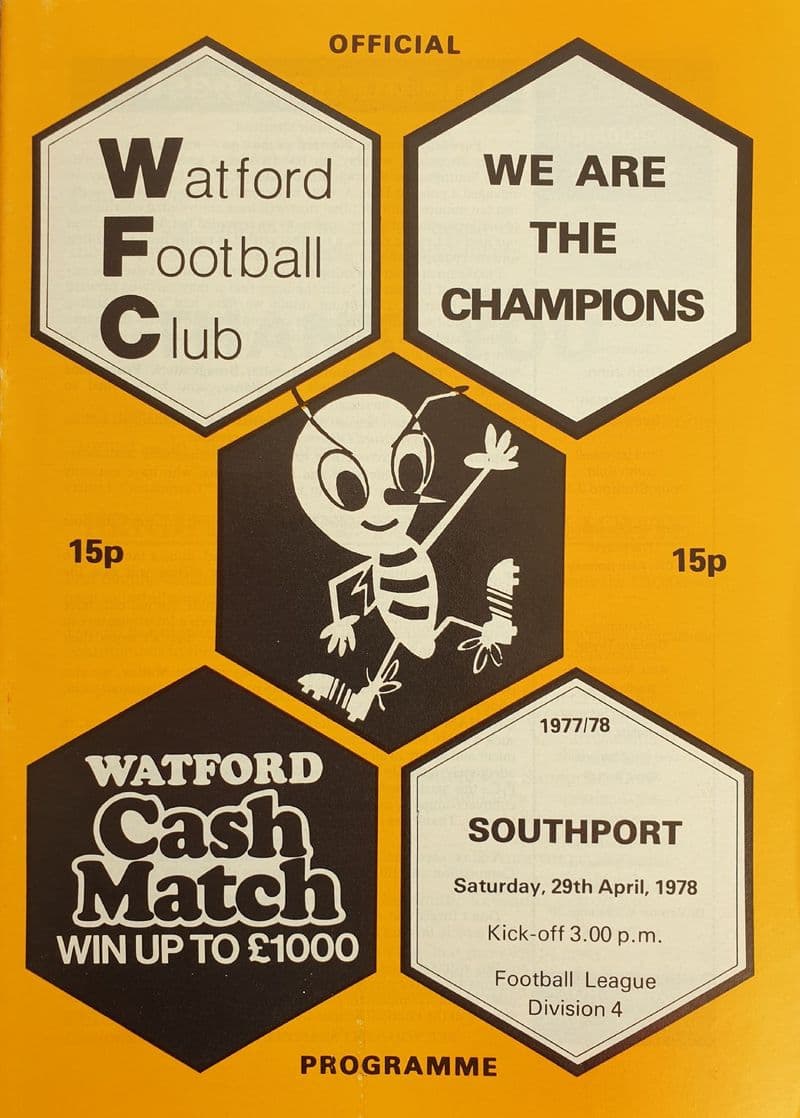 OFFICIAL
Watford
Football
Club
WE ARE
THE
CHAMPIONS
15p
15p
WATFORD
Cash
Match
WIN UP TO £1000
1977/78
SOUTHPORT
Saturday, 29th April, 1978
Kick-off 3.00 p.m.
Football League
Division 4
PROGRAMME